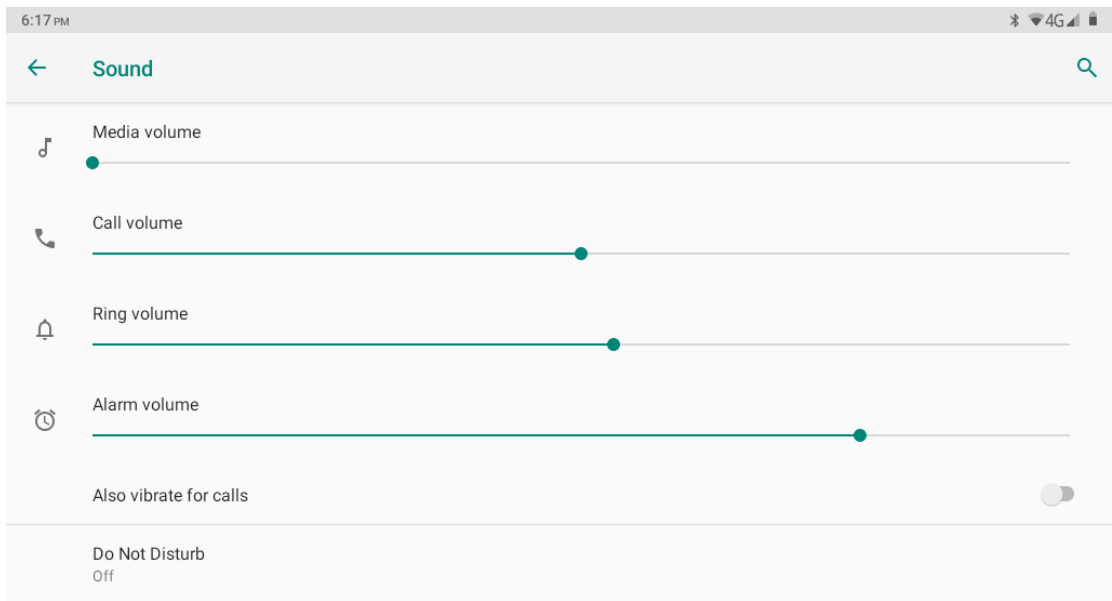 6:17 PM 4G
Sound
Media volume
Call volume
Ring volume
Alarm volume
Also vibrate for calls
Do Not Disturb
Off